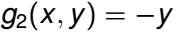 g₂(x, y) = −y